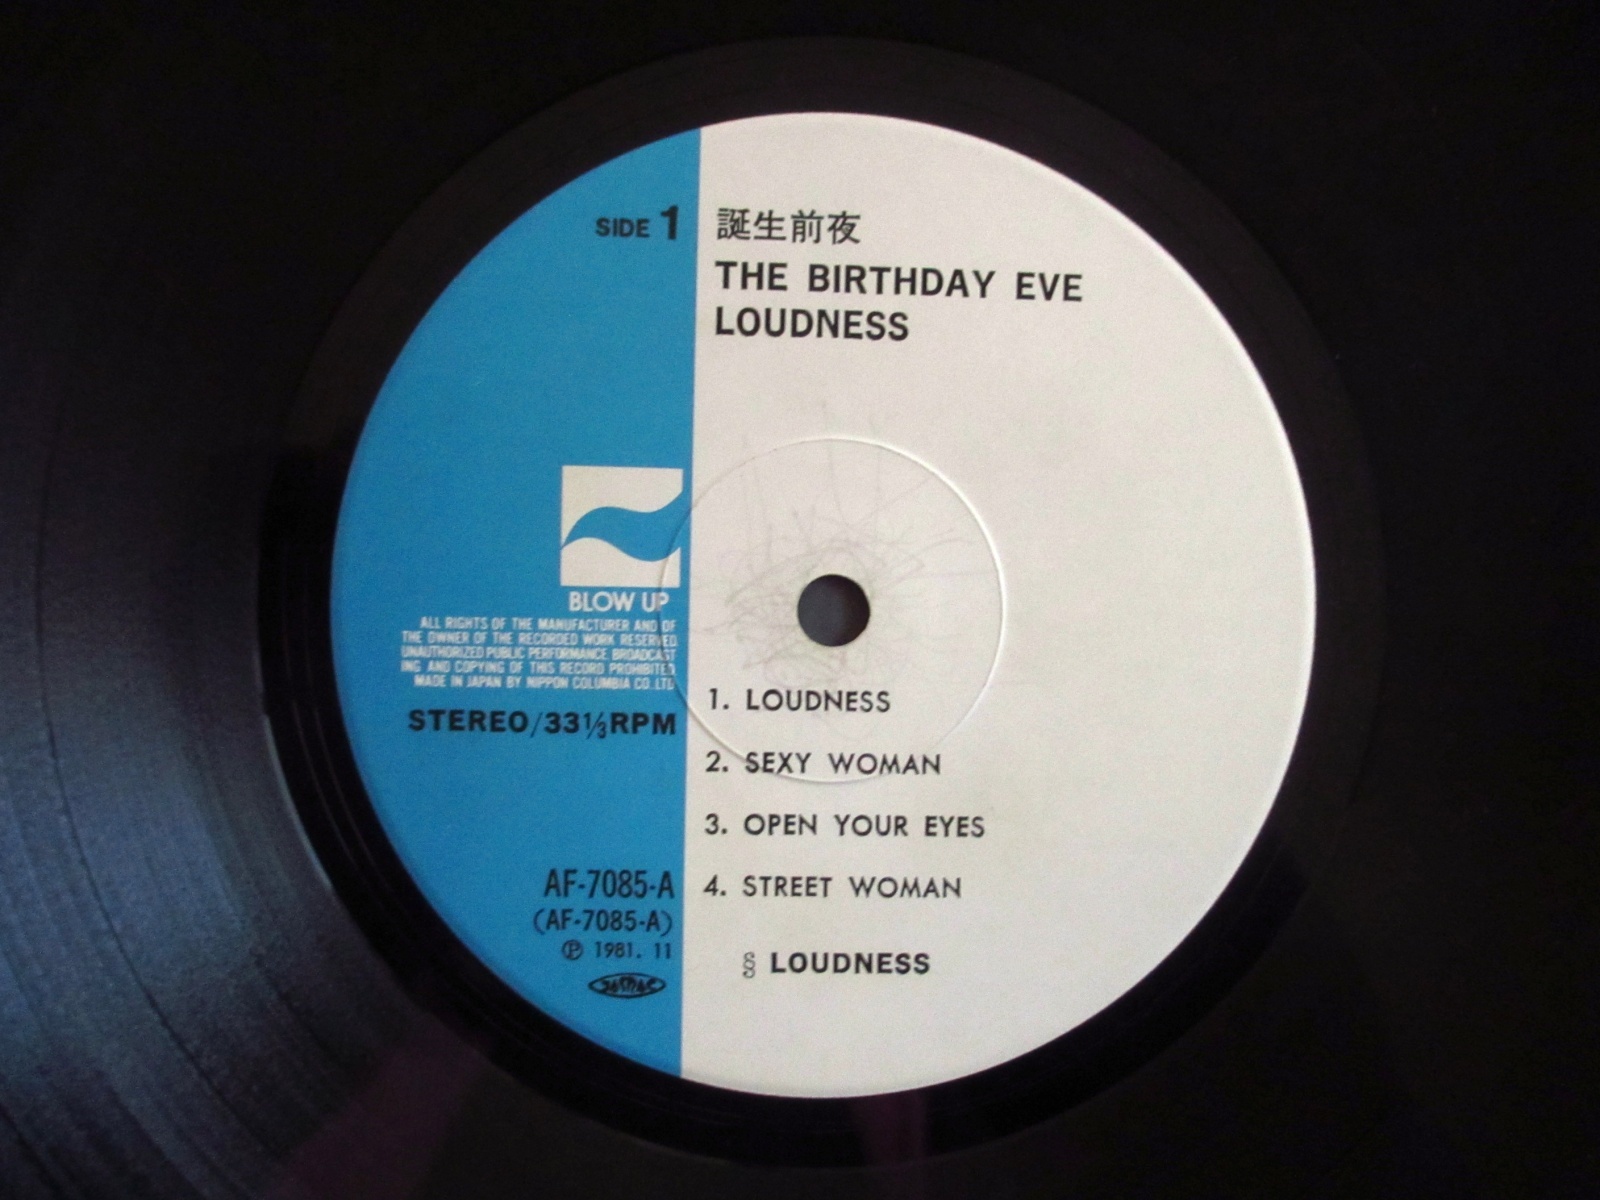 SIDE 1
誕生前夜
THE BIRTHDAY EVE
LOUDNESS
BLOW UP
ALL RIGHTS OF THE MANUFACTURER AND OF
THE OWNER OF THE RECORDED WORK RESERVED
UNAUTHORIZED PUBLIC PERFORMANCE BROADCAST
ING AND COPYING OF THIS RECORD PROHIBITED
MADE IN JAPAN BY NIPPON COLUMBIA CO. LTD
STEREO/33⅓RPM
1. LOUDNESS
2. SEXY WOMAN
3. OPEN YOUR EYES
4. STREET WOMAN
§ LOUDNESS
AF-7085-A
(AF-7085-A)
Ⓟ 1981. 11